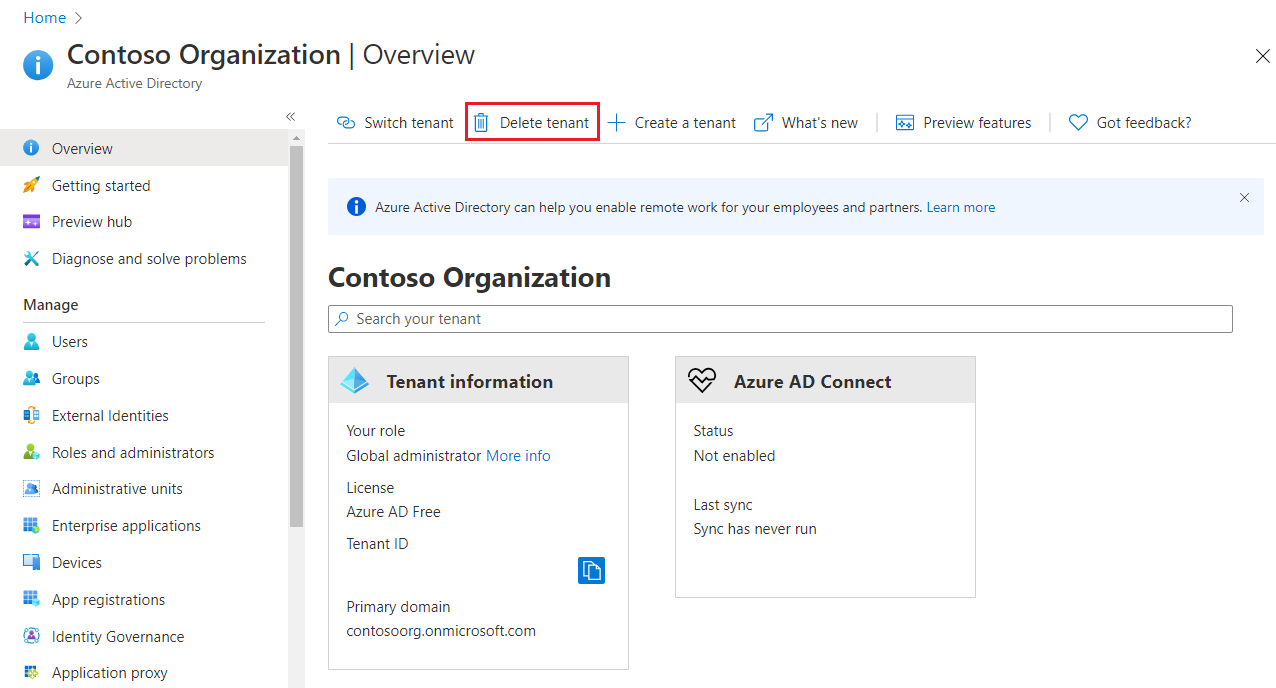 Home
Contoso Organization | Overview
Azure Active Directory
Switch tenant
Delete tenant
Create a tenant
What's new
Preview features
Got feedback?
Overview
Getting started
Preview hub
Diagnose and solve problems
Manage
Users
Groups
External Identities
Roles and administrators
Administrative units
Enterprise applications
Devices
App registrations
Identity Governance
Application proxy
Azure Active Directory can help you enable remote work for your employees and partners. Learn more
Contoso Organization
Search your tenant
Tenant information
Your role
Global administrator More info
License
Azure AD Free
Tenant ID
Primary domain
contosoorg.onmicrosoft.com
Azure AD Connect
Status
Not enabled
Last sync
Sync has never run